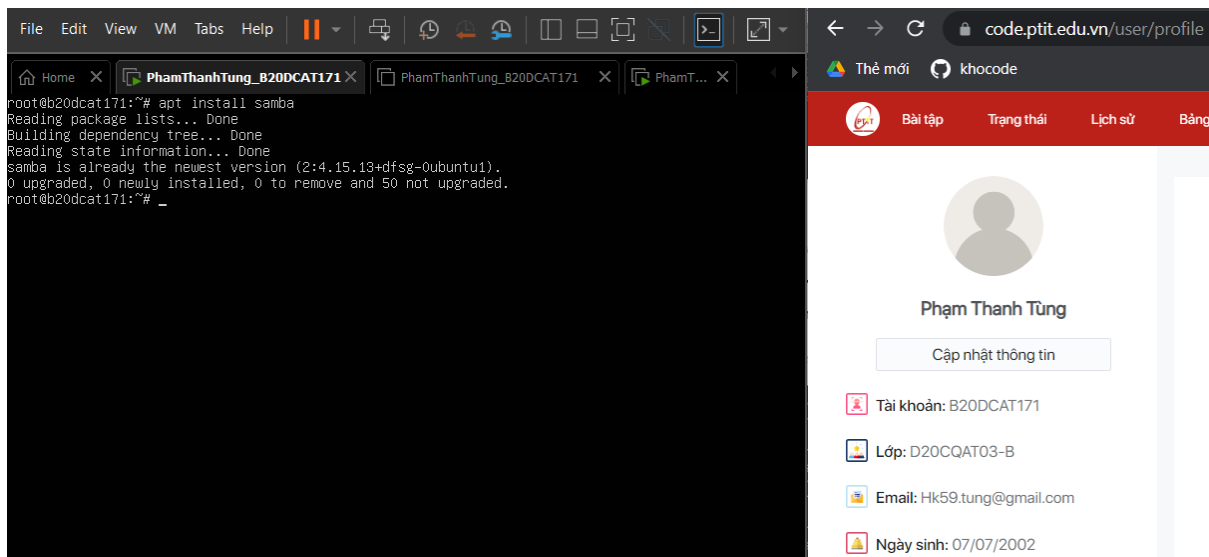 File Edit View VM Tabs Help
Home
PhamThanhTung_B20DCAT171
PhamThanhTung_B20DCAT171
PhamT...
root@b20dcat171:~# apt install samba
Reading package lists... Done
Building dependency tree... Done
Reading state information... Done
samba is already the newest version (2:4.15.13+dfsg-0ubuntu1).
0 upgraded, 0 newly installed, 0 to remove and 50 not upgraded.
root@b20dcat171:~# _
code.ptit.edu.vn/user/profile
Thẻ mới khocode
PTIT
Bài tập Trạng thái Lịch sử Bảng
Phạm Thanh Tùng
Cập nhật thông tin
Tài khoản: B20DCAT171
Lớp: D20CQAT03-B
Email: Hk59.tung@gmail.com
Ngày sinh: 07/07/2002